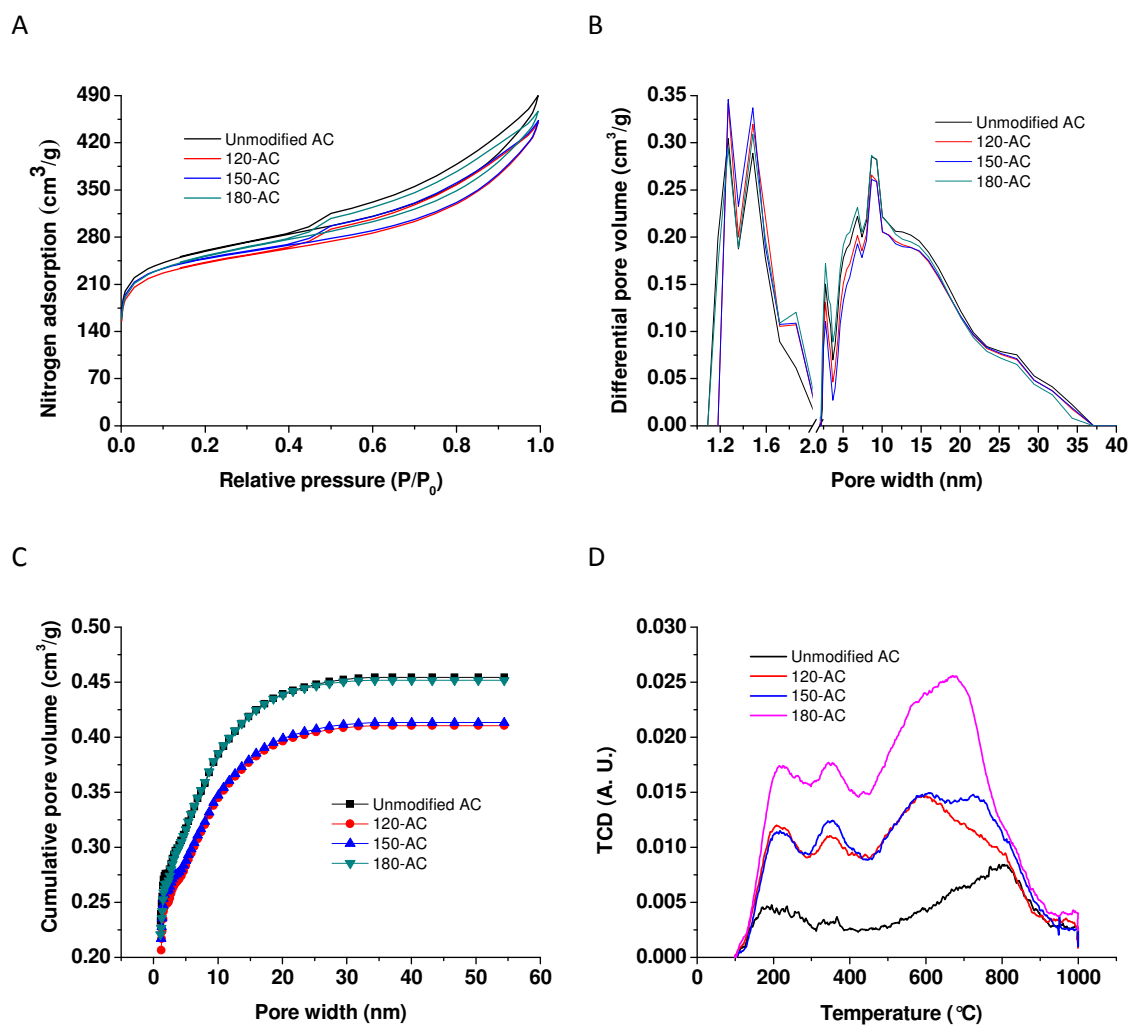 A
490
420
350
280
210
140
70
0
0.0 0.2 0.4 0.6 0.8 1.0
Nitrogen adsorption (cm³/g)
Relative pressure (P/P₀)
Unmodified AC
120-AC
150-AC
180-AC
B
0.35
0.30
0.25
0.20
0.15
0.10
0.05
0.00
1.2 1.6 2.0 5 10 15 20 25 30 35 40
Differential pore volume (cm³/g)
Pore width (nm)
Unmodified AC
120-AC
150-AC
180-AC
C
0.50
0.45
0.40
0.35
0.30
0.25
0.20
0 10 20 30 40 50 60
Cumulative pore volume (cm³/g)
Pore width (nm)
Unmodified AC
120-AC
150-AC
180-AC
D
0.030
0.025
0.020
0.015
0.010
0.005
0.000
0 200 400 600 800 1000
TCD (A. U.)
Temperature (°C)
Unmodified AC
120-AC
150-AC
180-AC